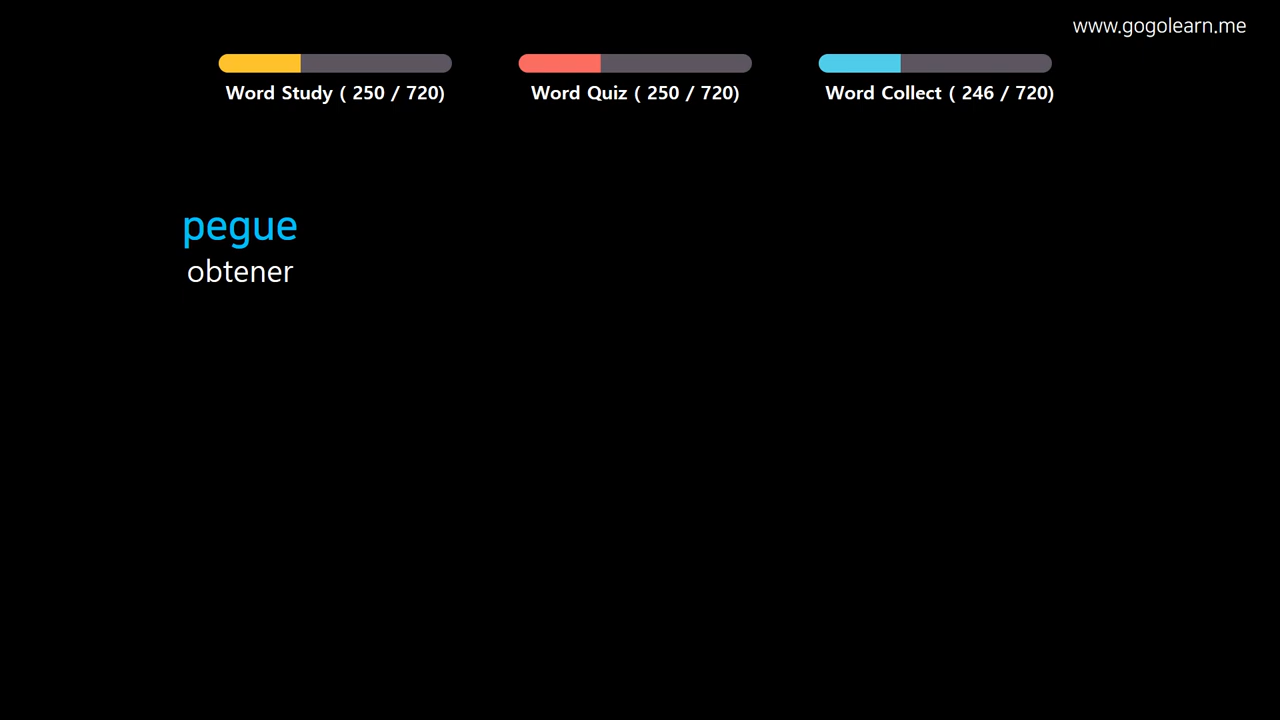 www.gogolearn.me
Word Study ( 250 / 720)
Word Quiz ( 250 / 720)
Word Collect ( 246 / 720)
pegue
obtener